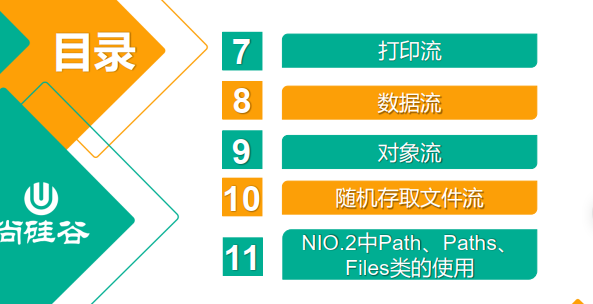 目录
7 打印流
8 数据流
9 对象流
10 随机存取文件流
11 NIO.2中Path、Paths、
Files类的使用
尚硅谷